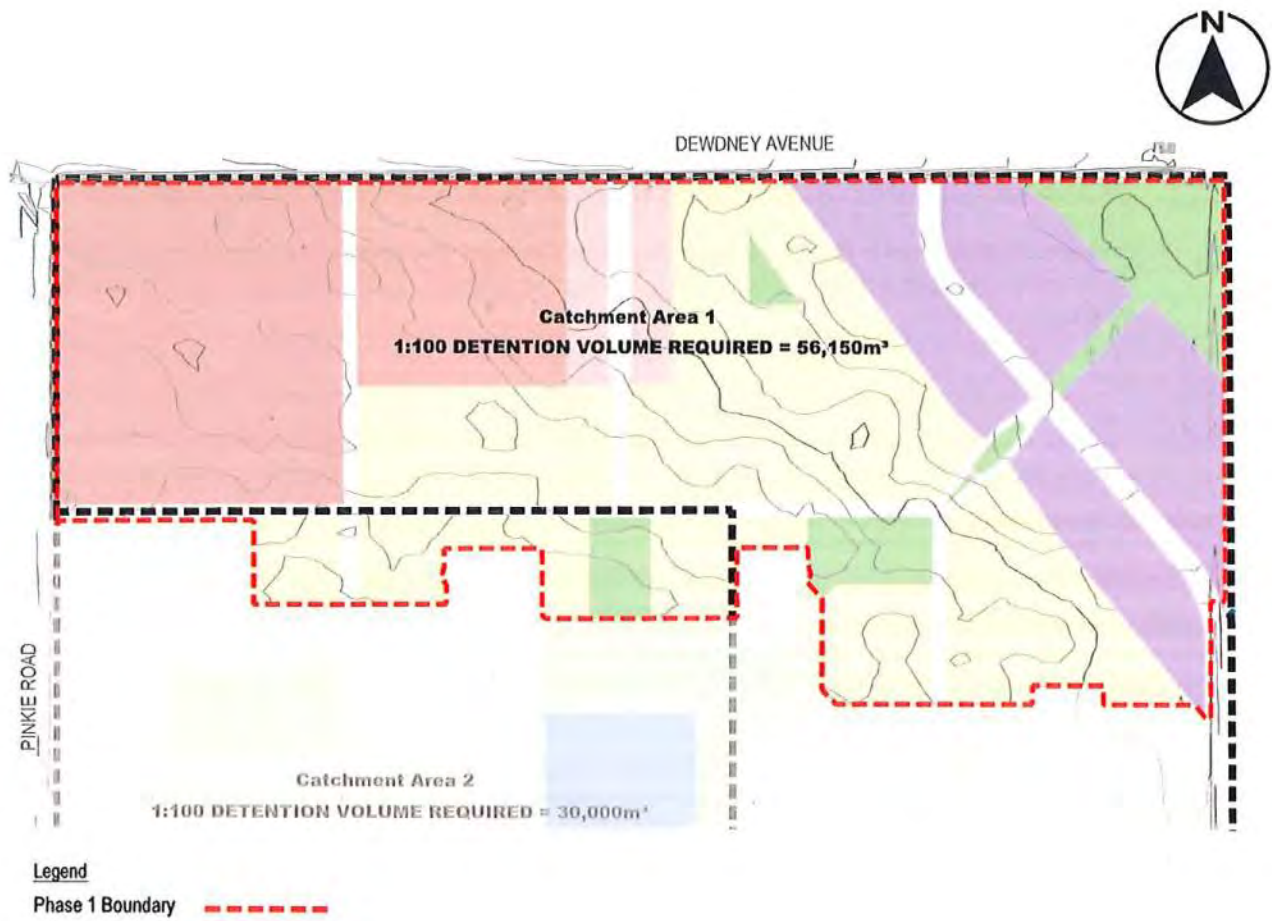 N
DEWDNEY AVENUE
Catchment Area 1
1:100 DETENTION VOLUME REQUIRED = 56,150m³
PINKIE ROAD
Catchment Area 2
1:100 DETENTION VOLUME REQUIRED = 30,000m³
Legend
Phase 1 Boundary